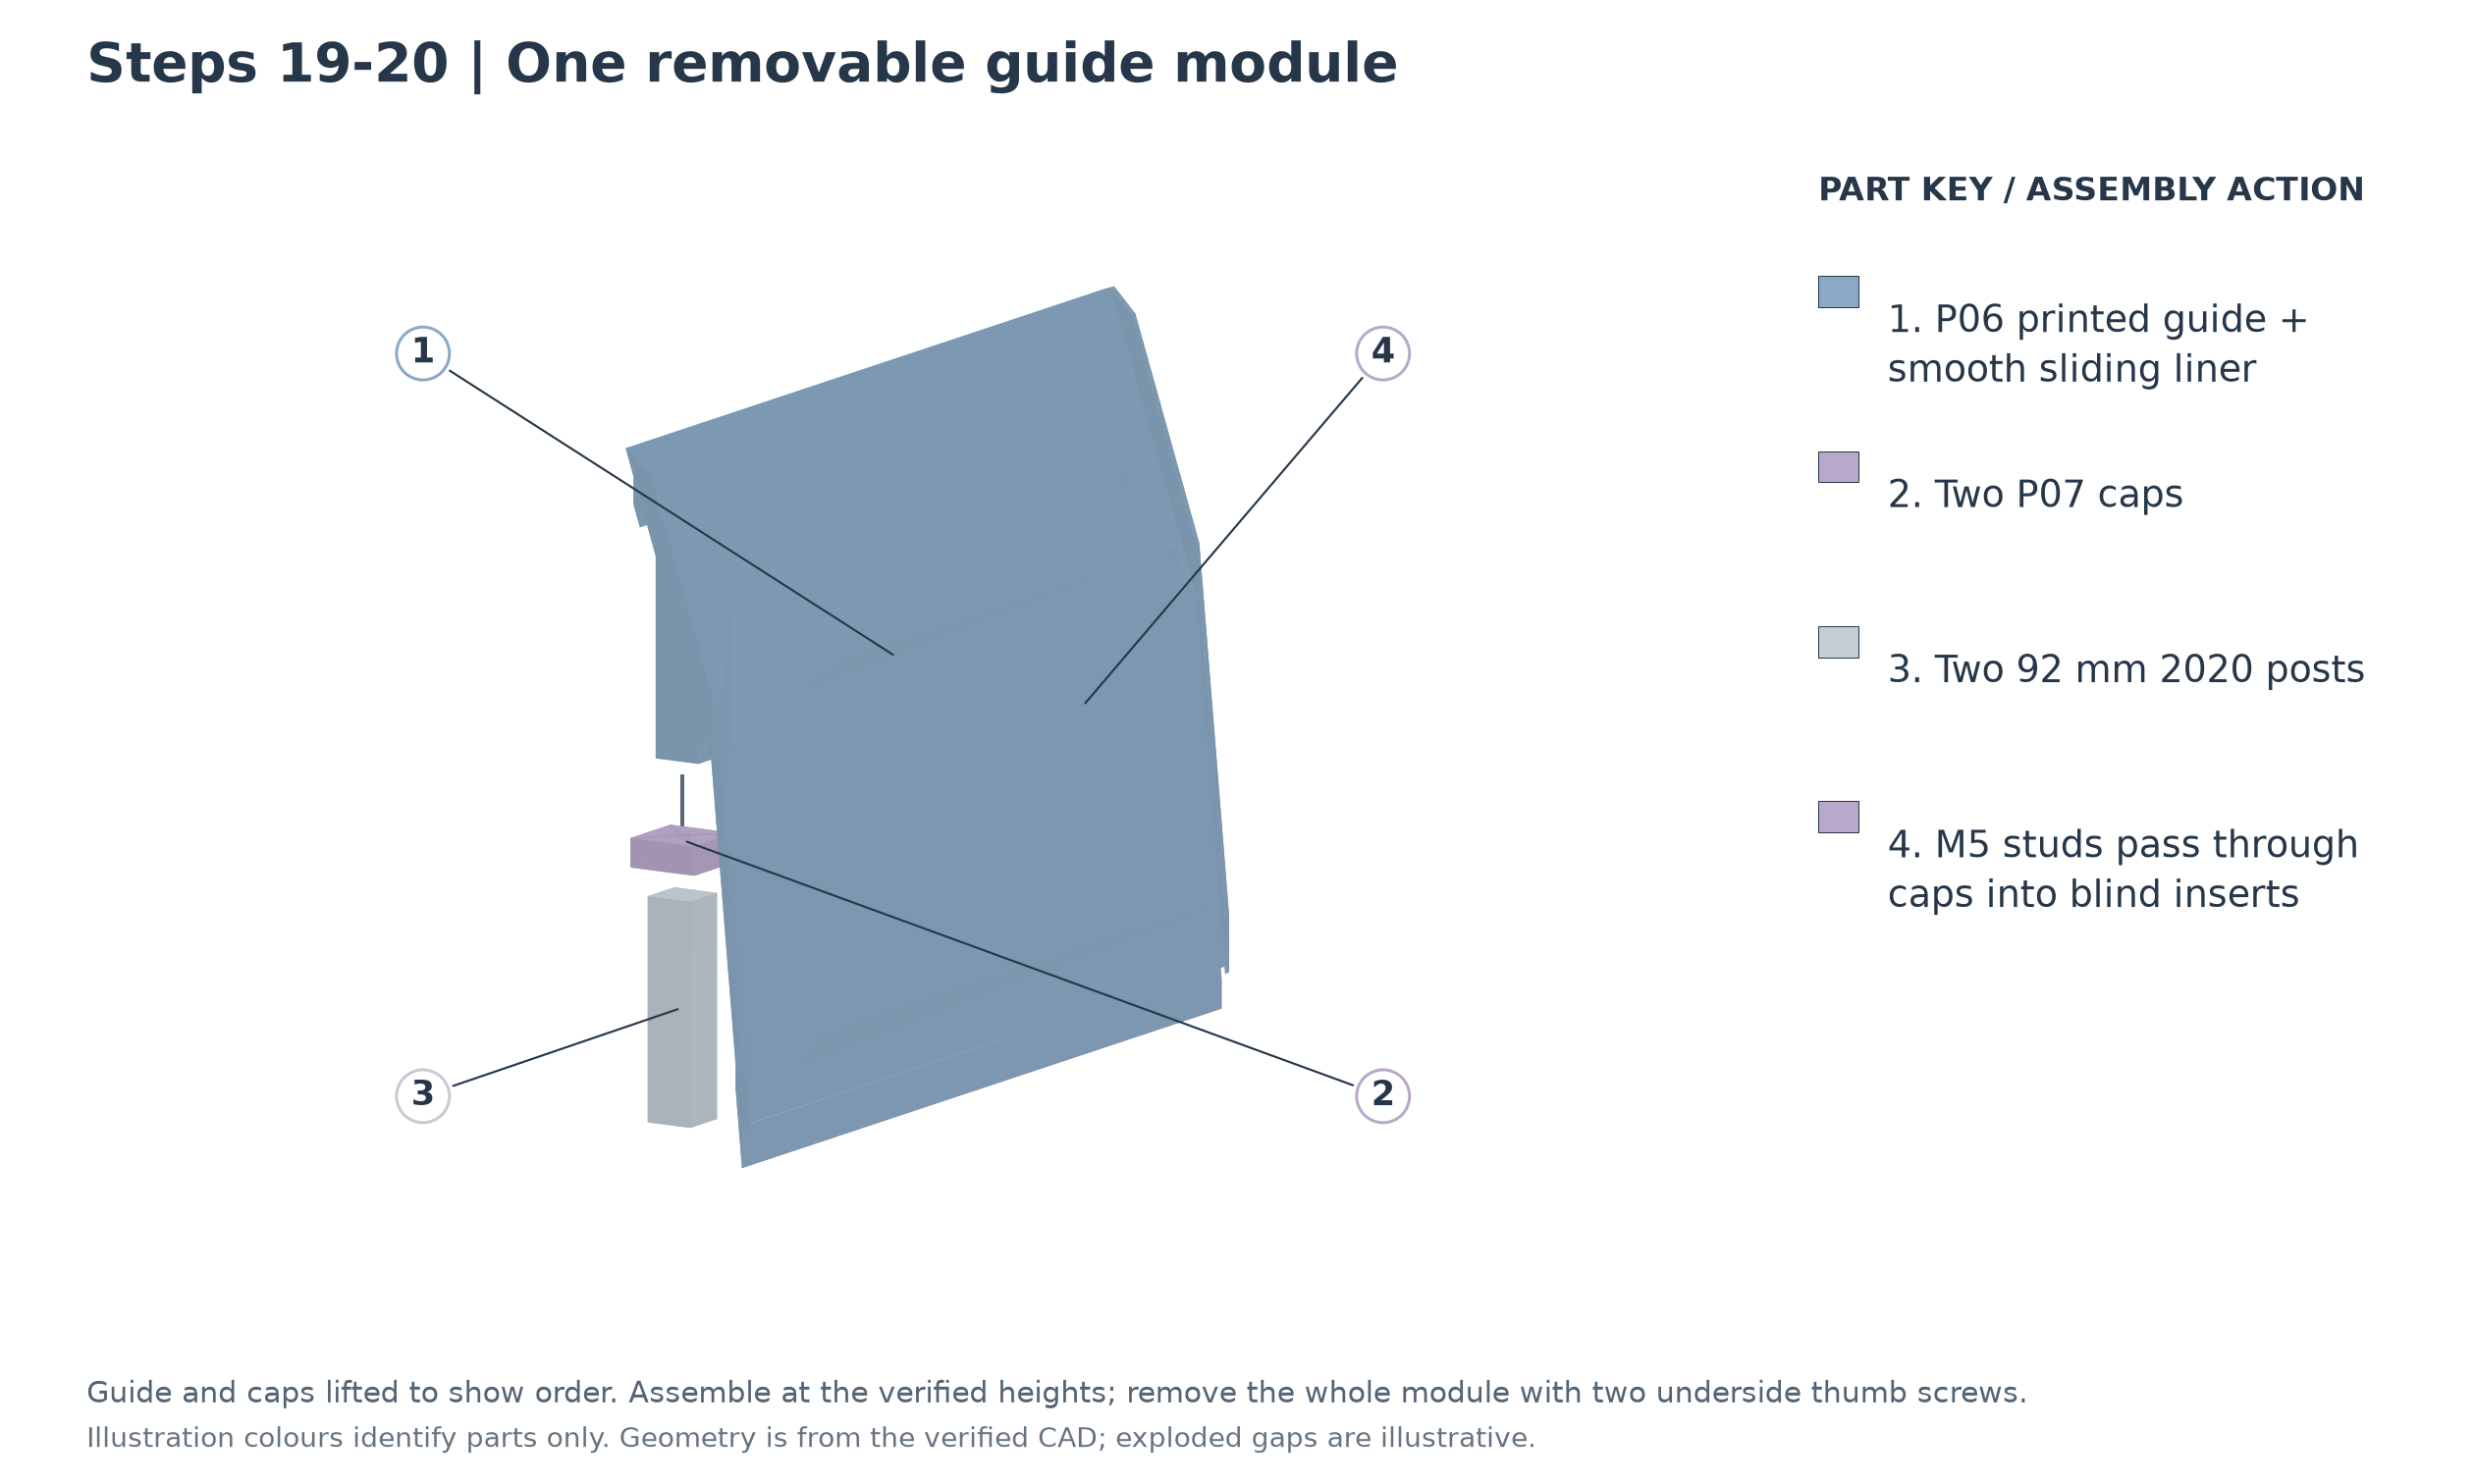 Steps 19-20 | One removable guide module
PART KEY / ASSEMBLY ACTION
1
4
1. P06 printed guide +
smooth sliding liner
2. Two P07 caps
3. Two 92 mm 2020 posts
4. M5 studs pass through
caps into blind inserts
3
2
Guide and caps lifted to show order. Assemble at the verified heights; remove the whole module with two underside thumb screws.
Illustration colours identify parts only. Geometry is from the verified CAD; exploded gaps are illustrative.